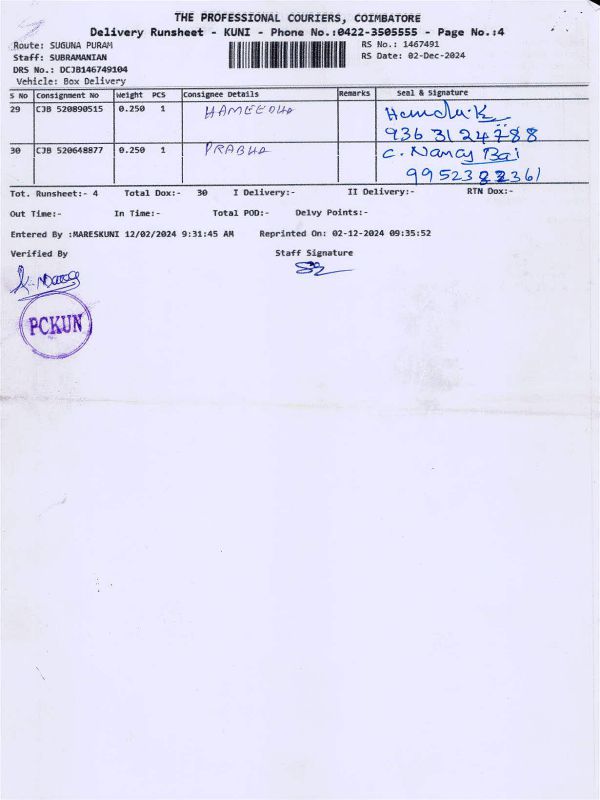 THE PROFESSIONAL COURIERS, COIMBATORE
Delivery Runsheet - KUNI - Phone No.:0422-3505555 - Page No.:4
Route: SUGUNA PURAM RS No.: 1467491
Staff: SUBRAMANIAN RS Date: 02-Dec-2024
DRS No.: DCJB146749104
Vehicle: Box Delivery
S No Consignment No Weight PCS Consignee Details Remarks Seal & Signature
29 CJB 520890515 0.250 1 HAMEEDHA
936 3124788
30 CJB 520648877 0.250 1 PRABHA C. Nancy Bai
9952382361
Tot. Runsheet:- 4 Total Dox:- 30 I Delivery:- II Delivery:- RTN Dox:-
Out Time:- In Time:- Total POD:- Delvy Points:-
Entered By :MARESKUNI 12/02/2024 9:31:45 AM Reprinted On: 02-12-2024 09:35:52
Verified By Staff Signature
PCKUN